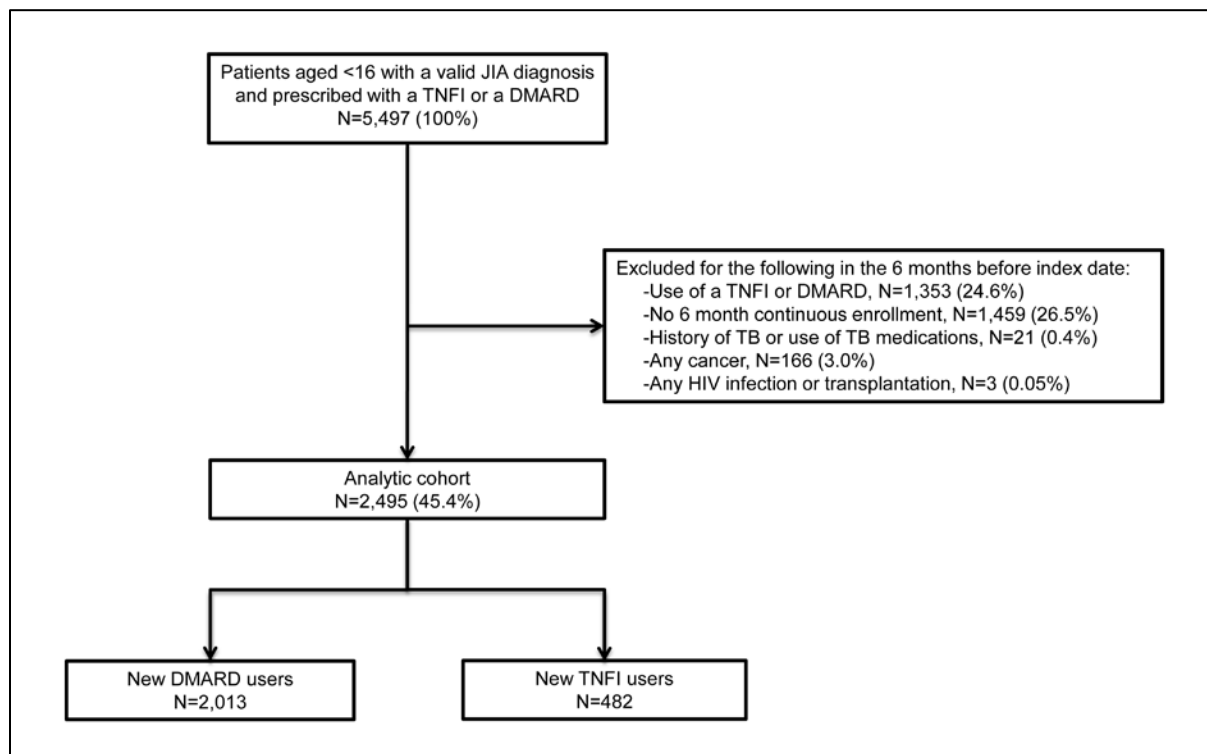 Patients aged <16 with a valid JIA diagnosis
and prescribed with a TNFI or a DMARD
N=5,497 (100%)
Excluded for the following in the 6 months before index date:
-Use of a TNFI or DMARD, N=1,353 (24.6%)
-No 6 month continuous enrollment, N=1,459 (26.5%)
-History of TB or use of TB medications, N=21 (0.4%)
-Any cancer, N=166 (3.0%)
-Any HIV infection or transplantation, N=3 (0.05%)
Analytic cohort
N=2,495 (45.4%)
New DMARD users
N=2,013
New TNFI users
N=482